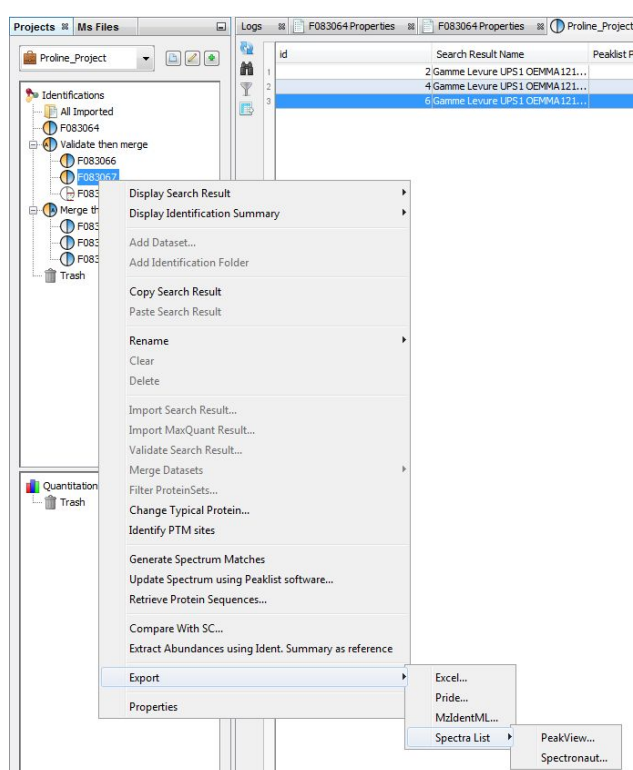 Projects Ms Files
Logs F083064 Properties F083064 Properties Proline_Project
Proline_Project
id Search Result Name Peaklist P
1 2 Gamme Levure UPS1 OEMMA121...
2 4 Gamme Levure UPS1 OEMMA121...
3 6 Gamme Levure UPS1 OEMMA121...
Identifications
All Imported
F083064
Validate then merge
F083066
F083067
F083
Merge th
F083
F083
F083
Trash
Display Search Result
Display Identification Summary
Add Dataset...
Add Identification Folder
Copy Search Result
Paste Search Result
Rename
Clear
Delete
Import Search Result...
Import MaxQuant Result...
Validate Search Result...
Merge Datasets
Filter ProteinSets...
Change Typical Protein...
Identify PTM sites
Generate Spectrum Matches
Update Spectrum using Peaklist software...
Retrieve Protein Sequences...
Compare With SC...
Extract Abundances using Ident. Summary as reference
Export
Properties
Quantitation
Trash
Excel...
Pride...
MzIdentML...
Spectra List
PeakView...
Spectronaut...